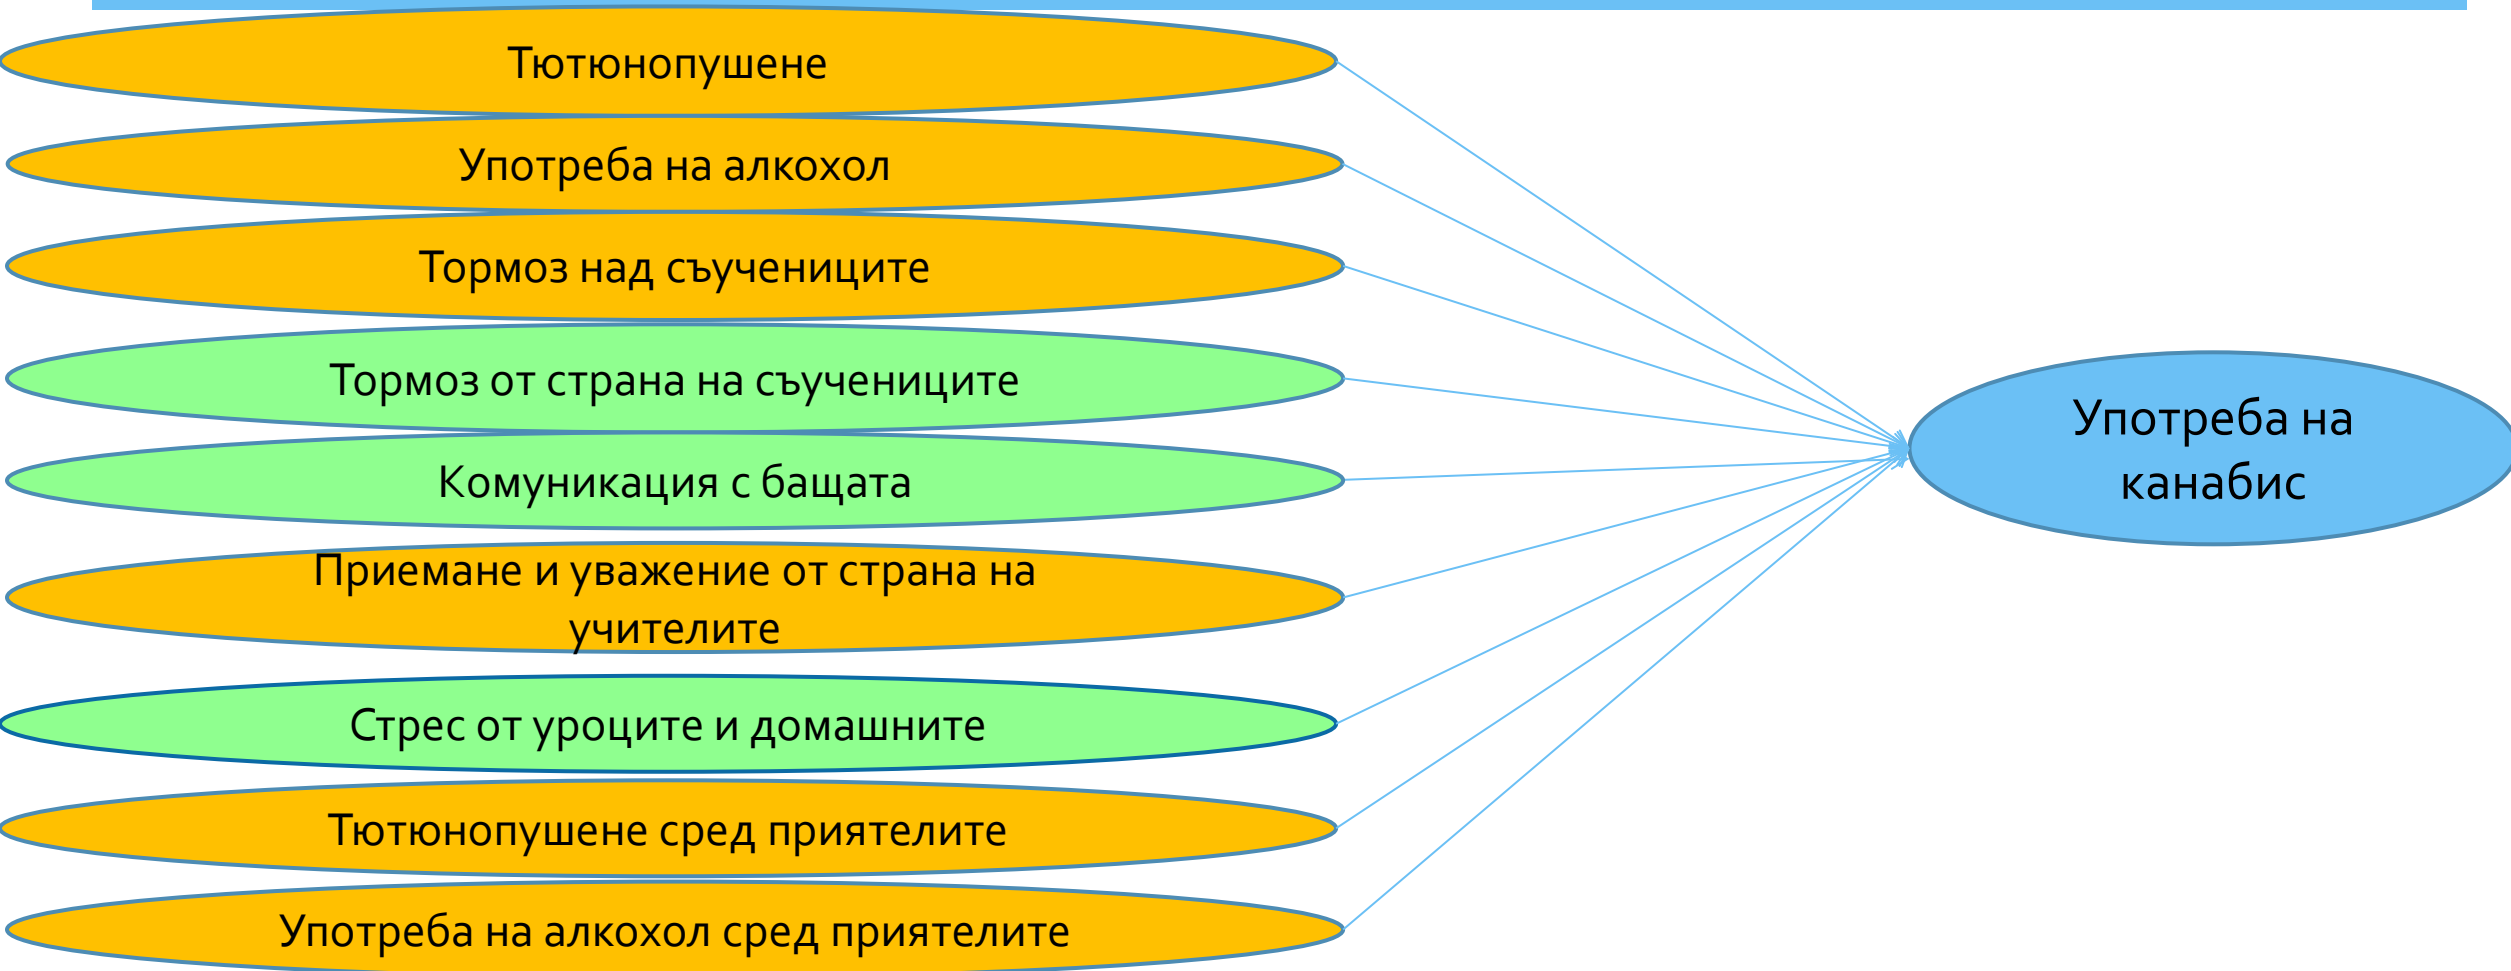 Тютюнопушене
Употреба на алкохол
Тормоз над съучениците
Тормоз от страна на съучениците
Комуникация с бащата
Приемане и уважение от страна на
учителите
Стрес от уроците и домашните
Тютюнопушене сред приятелите
Употреба на алкохол сред приятелите
Употреба на
канабис